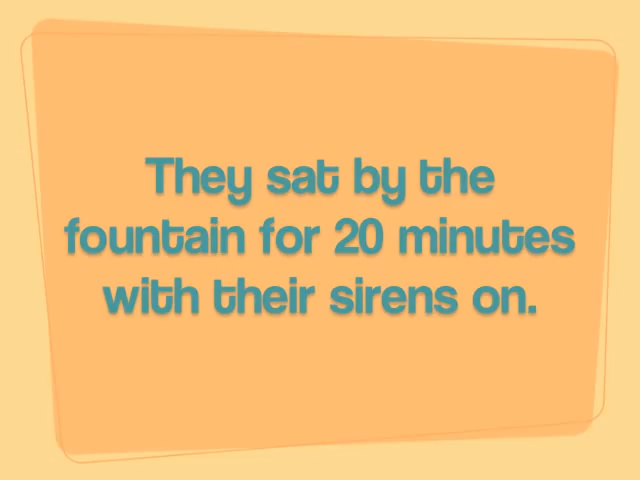 They sat by the
fountain for 20 minutes
with their sirens on.